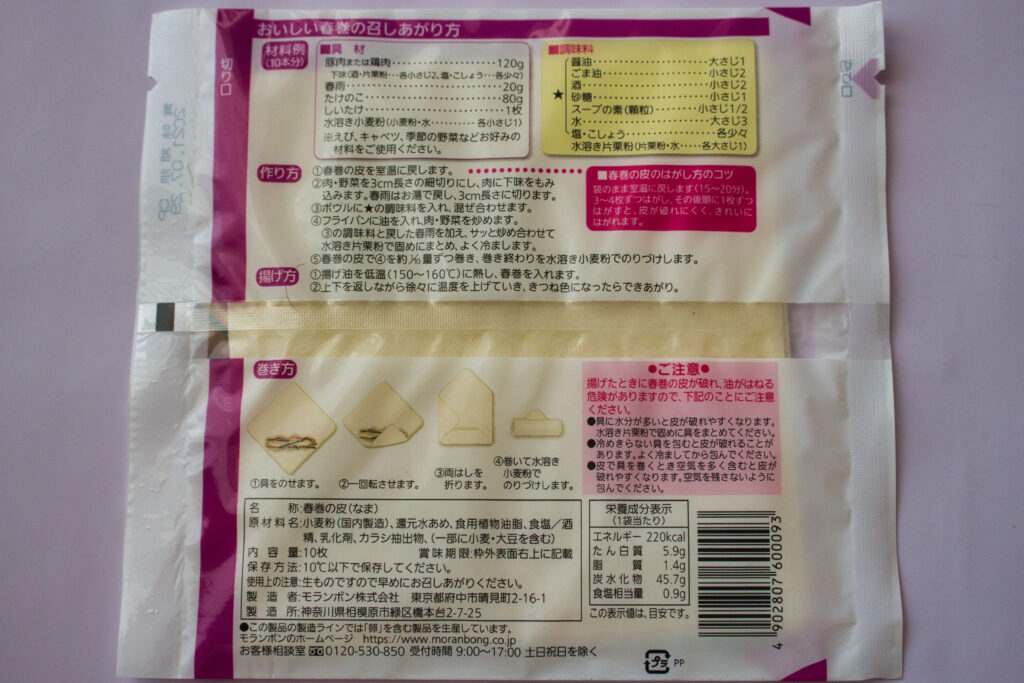 おいしい春巻の召しあがり方
切り口
切り口
材料例
(10本分)
■具 材
豚肉または鶏肉………………120g
下味(酒・片栗粉…各小さじ2、塩・こしょう…各少々)
春雨………………………20g
たけのこ……………………80g
しいたけ……………………1枚
水溶き小麦粉(小麦粉・水………各小さじ1)
※えび、キャベツ、季節の野菜などお好みの
材料をご使用ください。
■調味料
★
醤油………………大さじ1
ごま油……………小さじ2
酒…………………小さじ2
砂糖………………小さじ1
スープの素(顆粒)……小さじ1/2
水…………………大さじ3
塩・こしょう…………各少々
水溶き片栗粉(片栗粉・水……各大さじ1)
作り方
①春巻の皮を室温に戻します。
②肉・野菜を3cm長さの細切りにし、肉に下味をもみ
込みます。春雨はお湯で戻し、3cm長さに切ります。
③ボウルに★の調味料を入れ、混ぜ合わせます。
④フライパンに油を入れ、肉・野菜を炒めます。
③の調味料と戻した春雨を加え、サッと炒め合わせて
水溶き片栗粉で固めにまとめ、よく冷まします。
⑤春巻の皮で④を約1/10量ずつ巻き、巻き終わりを水溶き小麦粉でのりづけします。
■春巻の皮のはがし方のコツ
袋のまま室温に戻します(15〜20分)。
3〜4枚ずつはがし、その後順に1枚ずつ
はがすと、皮が破れにくく、きれいに
はがれます。
揚げ方
①揚げ油を低温(150〜160℃)に熱し、春巻を入れます。
②上下を返しながら徐々に温度を上げていき、きつね色になったらできあがり。
巻き方
①具をのせます。
②一回転させます。
③両はしを
折ります。
④巻いて水溶き
小麦粉で
のりづけします。
●ご注意●
揚げたときに春巻の皮が破れ、油がはねる
危険がありますので、下記のことにご注意
ください。
●具に水分が多いと皮が破れやすくなります。
水溶き片栗粉で固めに具をまとめてください。
●冷めきらない具を包むと皮が破れることが
あります。よく冷ましてから包んでください。
●皮で具を巻くとき空気を多く含むと皮が
破れやすくなります。空気を残さないように
包んでください。
名 称:春巻の皮(なま)
原材料名:小麦粉(国内製造)、還元水あめ、食用植物油脂、食塩/酒
精、乳化剤、カラシ抽出物、(一部に小麦・大豆を含む)
内容量:10枚 賞味期限:枠外表面右上に記載
保存方法:10℃以下で保存してください。
使用上の注意:生ものですので早めにお召しあがりください。
製造者:モランボン株式会社 東京都府中市晴見町2-16-1
製造所:神奈川県相模原市緑区橋本台2-7-25
●この製品の製造ラインでは「卵」を含む製品を生産しています。
モランボンのホームページ https://www.moranbong.co.jp
お客様相談室 0120-530-850 受付時間 9:00〜17:00 土日祝日を除く
栄養成分表示
(1袋当たり)
エネルギー 220kcal
たん白質 5.9g
脂質 1.4g
炭水化物 45.7g
食塩相当量 0.9g
この表示値は、目安です。
4 902807 600093
プラ PP